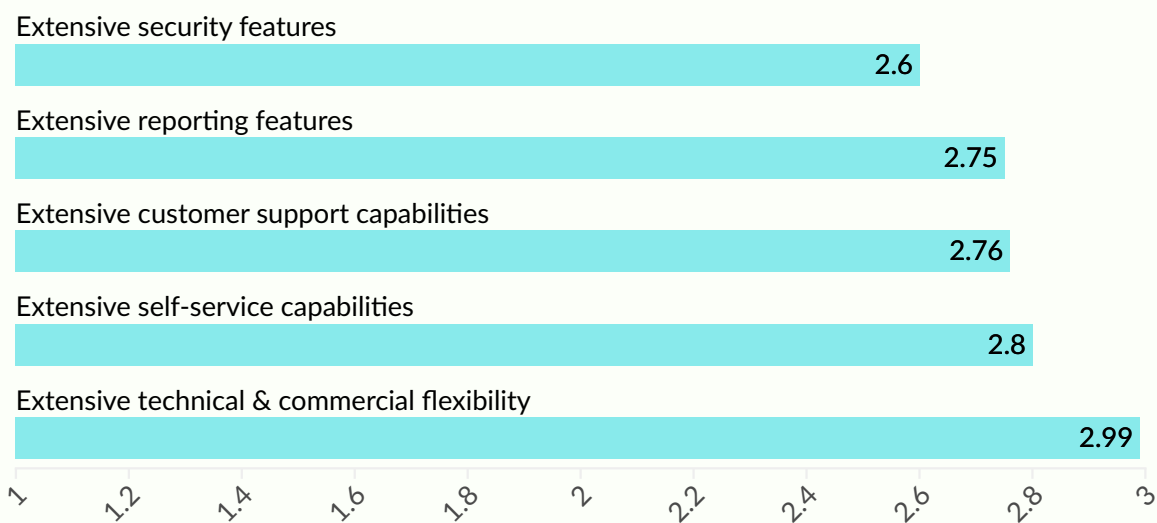 Extensive security features
2.6
Extensive reporting features
2.75
Extensive customer support capabilities
2.76
Extensive self-service capabilities
2.8
Extensive technical & commercial flexibility
2.99
1 1.2 1.4 1.6 1.8 2 2.2 2.4 2.6 2.8 3